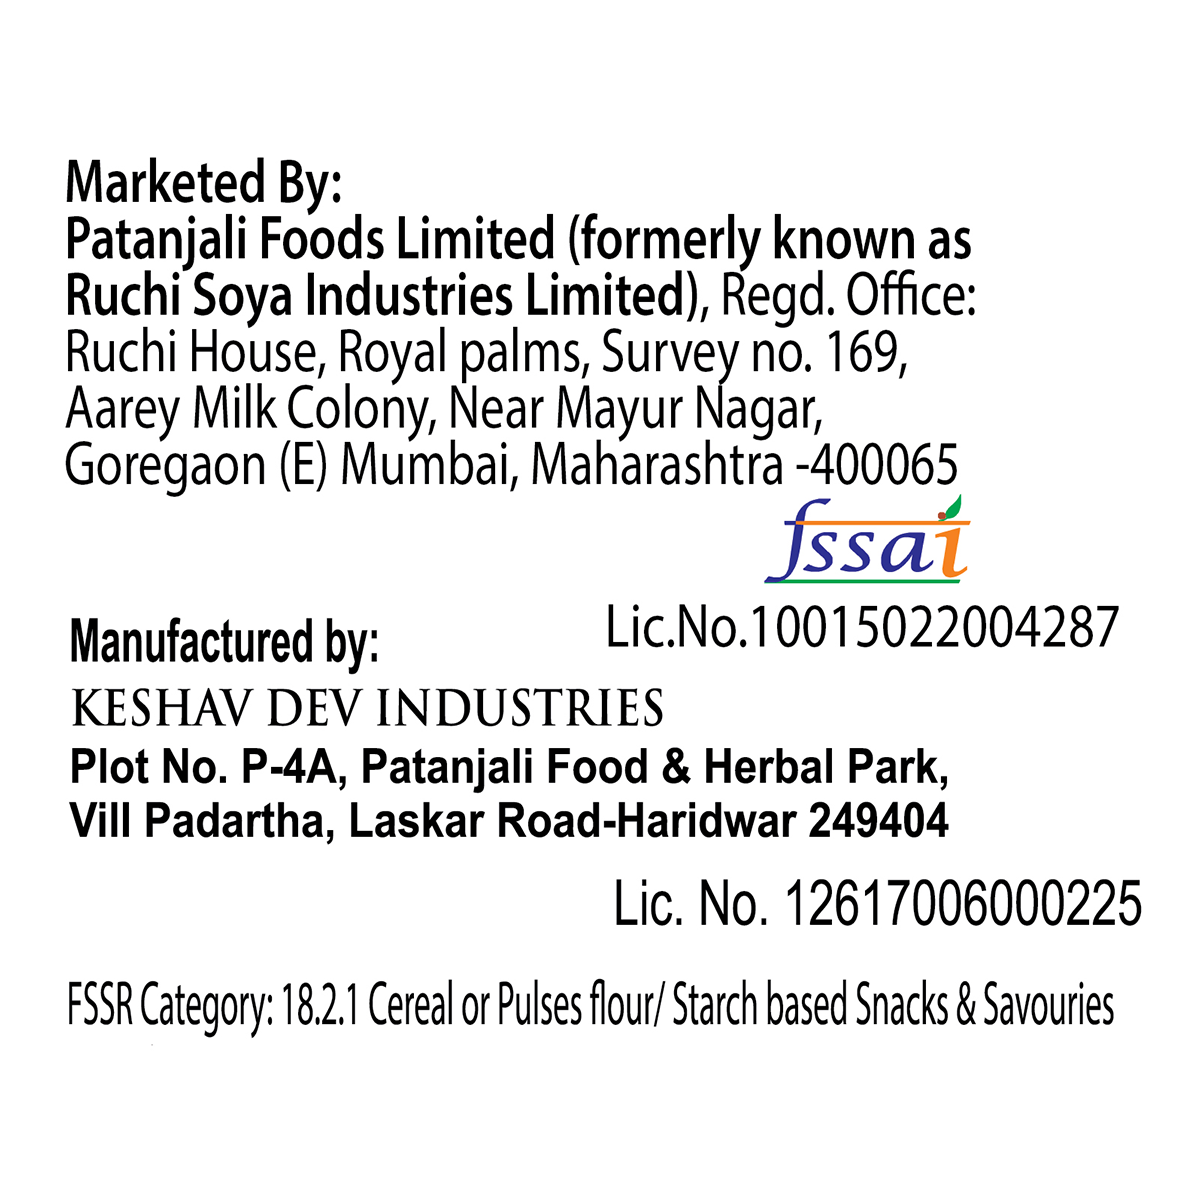 Marketed By:
Patanjali Foods Limited (formerly known as
Ruchi Soya Industries Limited), Regd. Office:
Ruchi House, Royal palms, Survey no. 169,
Aarey Milk Colony, Near Mayur Nagar,
Goregaon (E) Mumbai, Maharashtra -400065
fssai
Lic.No.10015022004287
Manufactured by:
KESHAV DEV INDUSTRIES
Plot No. P-4A, Patanjali Food & Herbal Park,
Vill Padartha, Laskar Road-Haridwar 249404
Lic. No. 12617006000225
FSSR Category: 18.2.1 Cereal or Pulses flour/ Starch based Snacks & Savouries